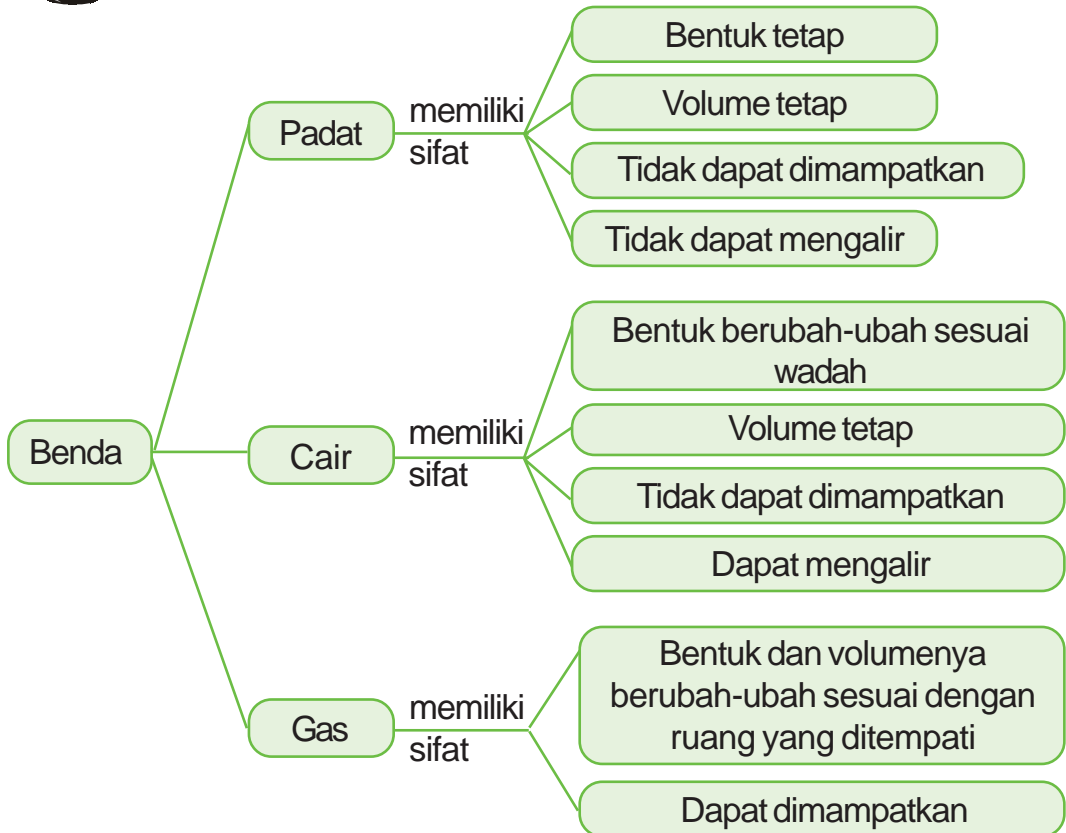 Benda
Padat
memiliki
sifat
Bentuk tetap
Volume tetap
Tidak dapat dimampatkan
Tidak dapat mengalir
Cair
memiliki
sifat
Bentuk berubah-ubah sesuai
wadah
Volume tetap
Tidak dapat dimampatkan
Dapat mengalir
Gas
memiliki
sifat
Bentuk dan volumenya
berubah-ubah sesuai dengan
ruang yang ditempati
Dapat dimampatkan